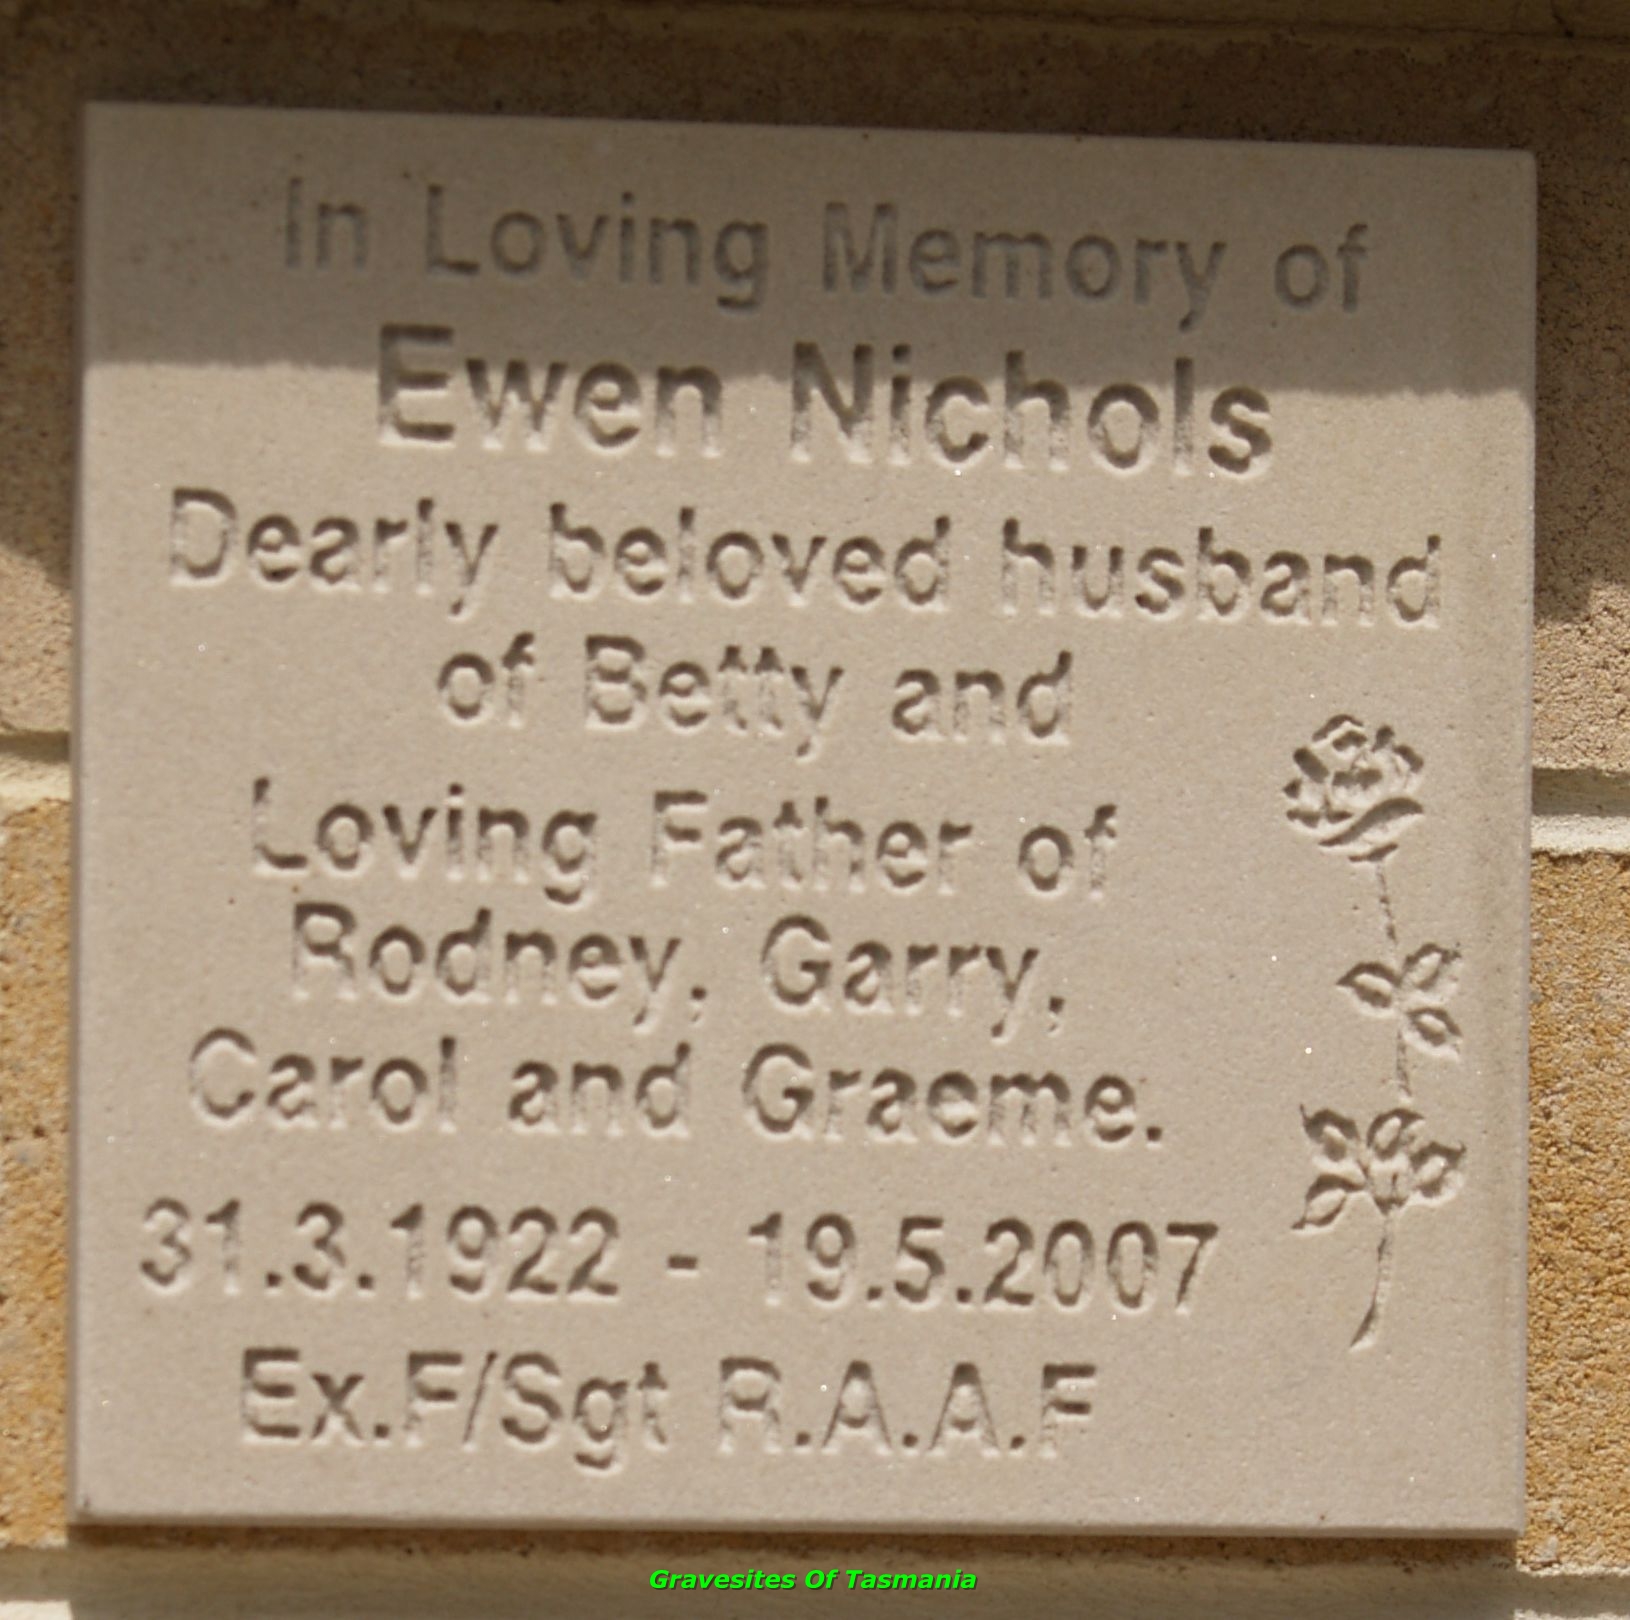 In Loving Memory of
Ewen Nichols
Dearly beloved husband
of Betty and
Loving Father of
Rodney, Garry,
Carol and Graeme.
31.3.1922 - 19.5.2007
Ex.F/Sgt R.A.A.F
Gravesites Of Tasmania